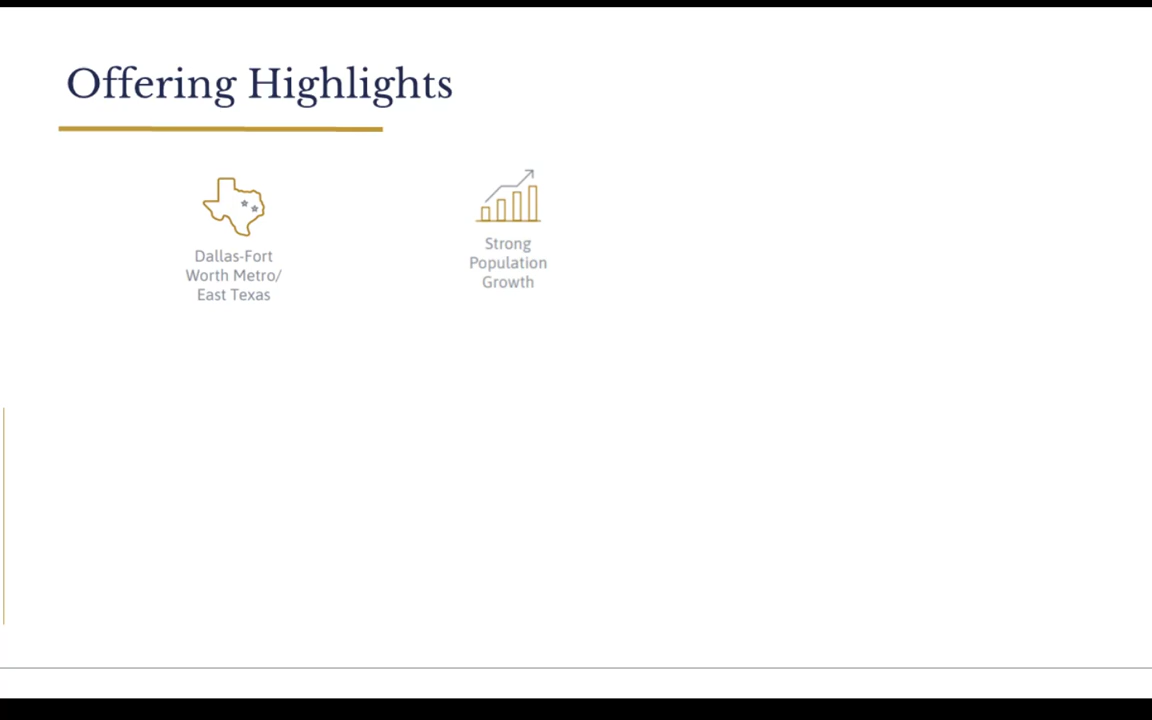 Offering Highlights
Dallas-Fort
Worth Metro/
East Texas
Strong
Population
Growth